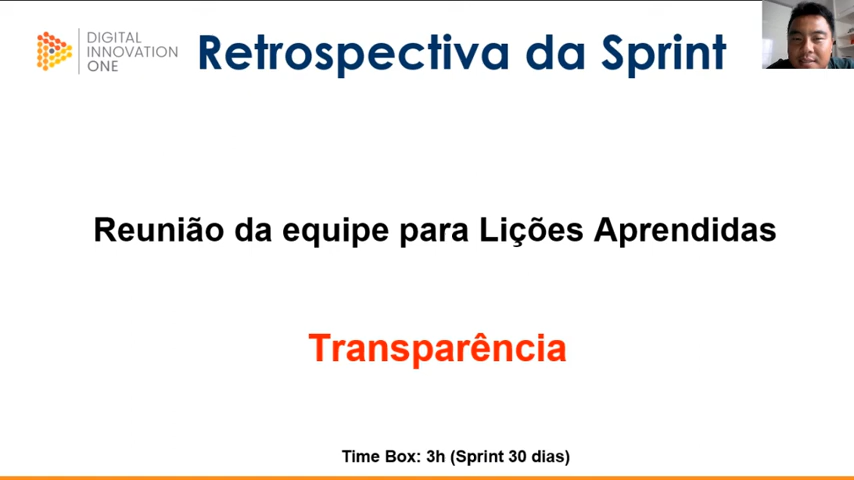 DIGITAL
INNOVATION
ONE
Retrospectiva da Sprint
Reunião da equipe para Lições Aprendidas
Transparência
Time Box: 3h (Sprint 30 dias)